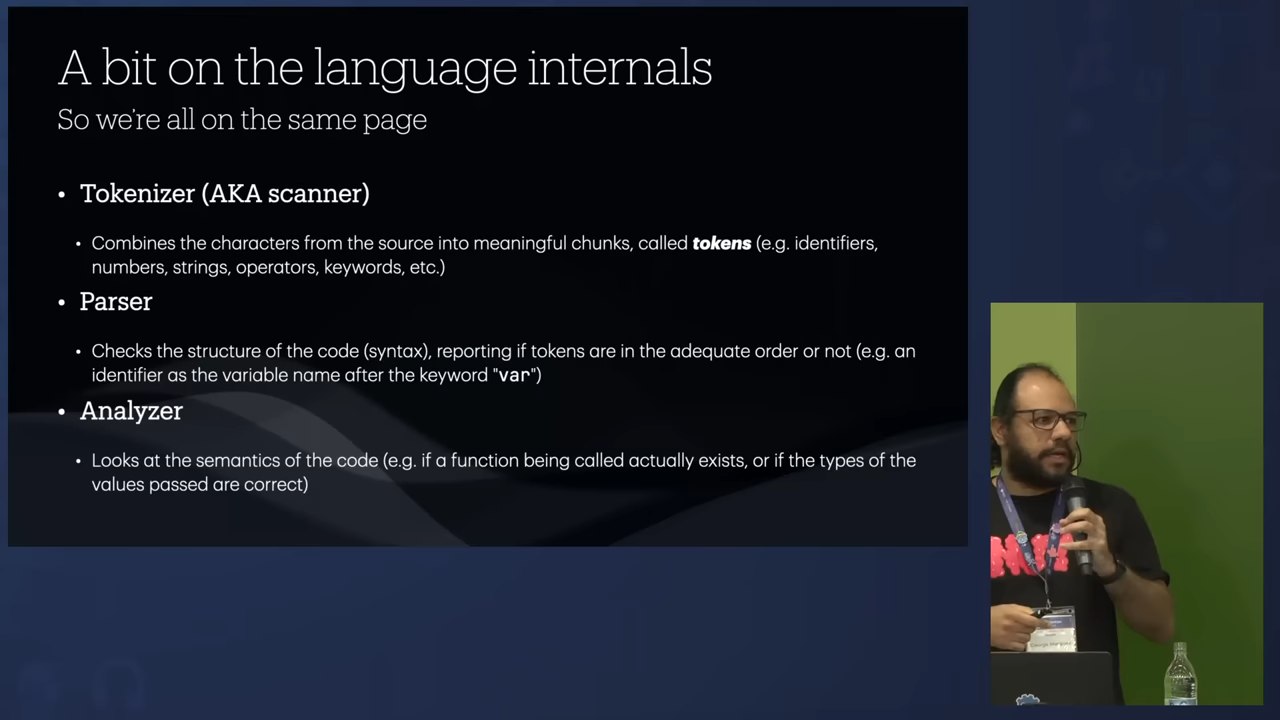 A bit on the language internals
So we're all on the same page
• Tokenizer (AKA scanner)
• Combines the characters from the source into meaningful chunks, called tokens (e.g. identifiers,
numbers, strings, operators, keywords, etc.)
• Parser
• Checks the structure of the code (syntax), reporting if tokens are in the adequate order or not (e.g. an
identifier as the variable name after the keyword "var")
• Analyzer
• Looks at the semantics of the code (e.g. if a function being called actually exists, or if the types of the
values passed are correct)